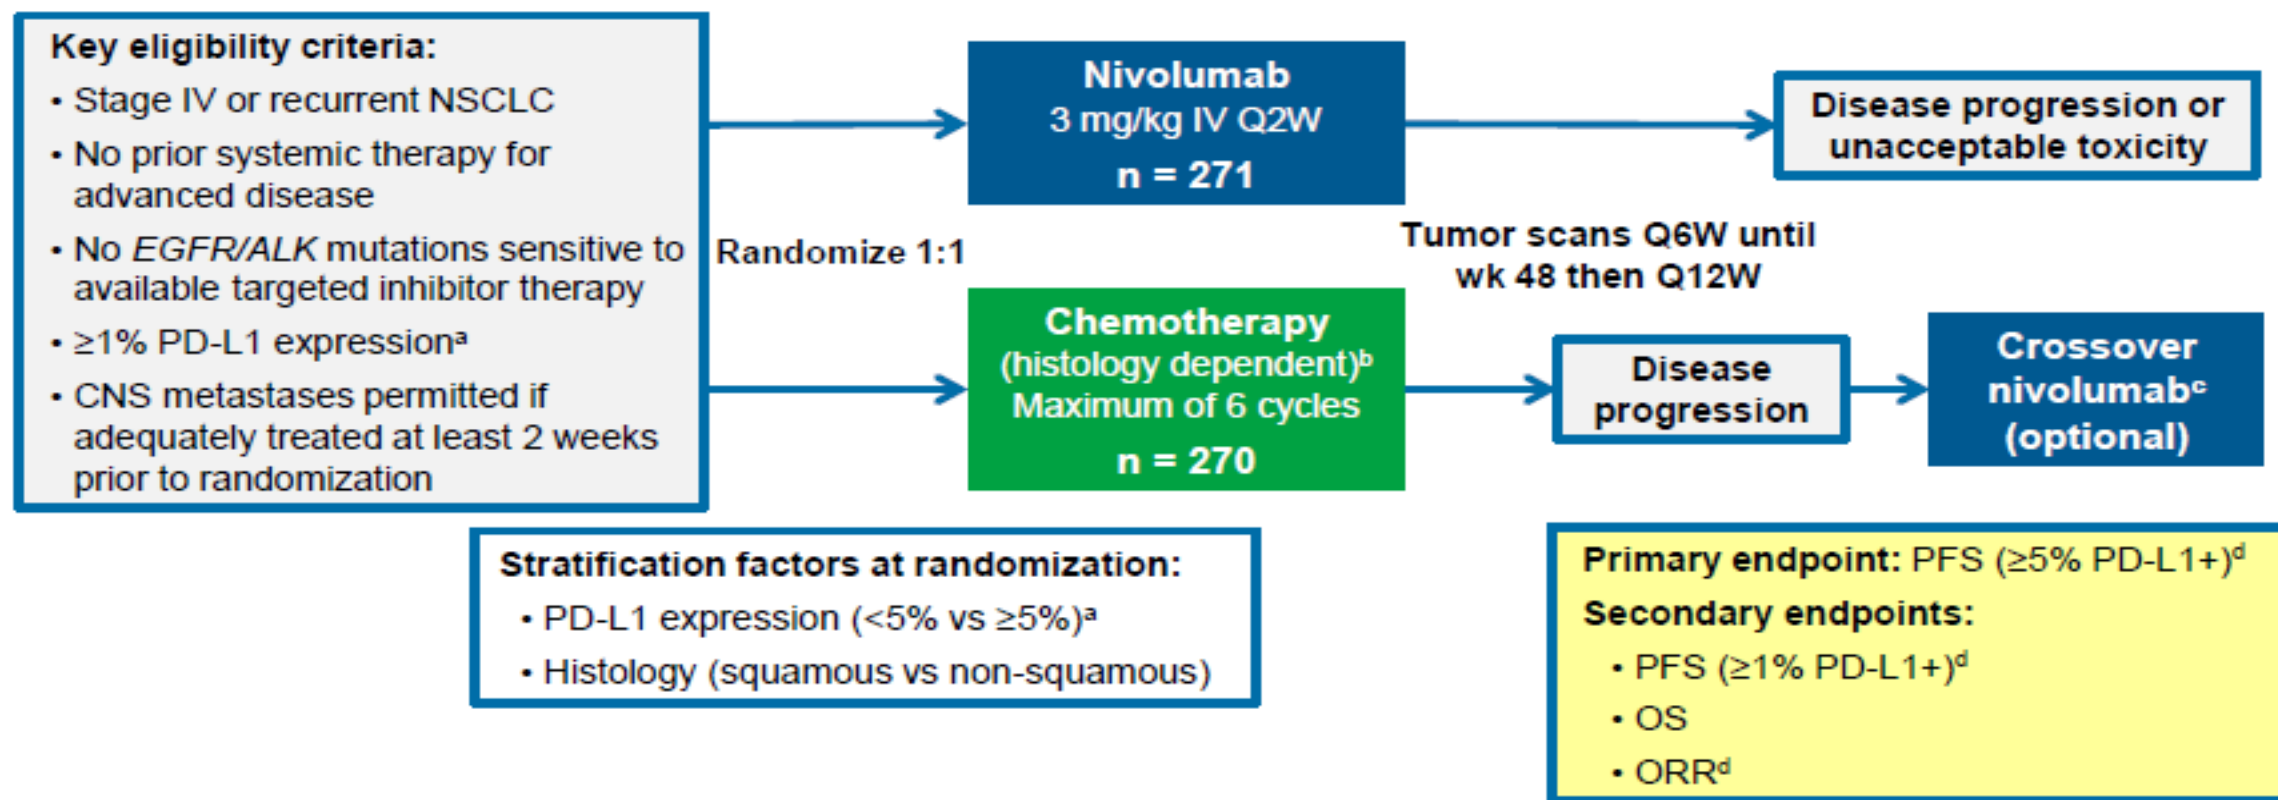 Key eligibility criteria:
• Stage IV or recurrent NSCLC
• No prior systemic therapy for
advanced disease
• No EGFR/ALK mutations sensitive to
available targeted inhibitor therapy
• ≥1% PD-L1 expressionᵃ
• CNS metastases permitted if
adequately treated at least 2 weeks
prior to randomization
Randomize 1:1
Nivolumab
3 mg/kg IV Q2W
n = 271
Disease progression or
unacceptable toxicity
Tumor scans Q6W until
wk 48 then Q12W
Chemotherapy
(histology dependent)ᵇ
Maximum of 6 cycles
n = 270
Disease
progression
Crossover
nivolumabᶜ
(optional)
Stratification factors at randomization:
• PD-L1 expression (<5% vs ≥5%)ᵃ
• Histology (squamous vs non-squamous)
Primary endpoint: PFS (≥5% PD-L1+)ᵈ
Secondary endpoints:
• PFS (≥1% PD-L1+)ᵈ
• OS
• ORRᵈ